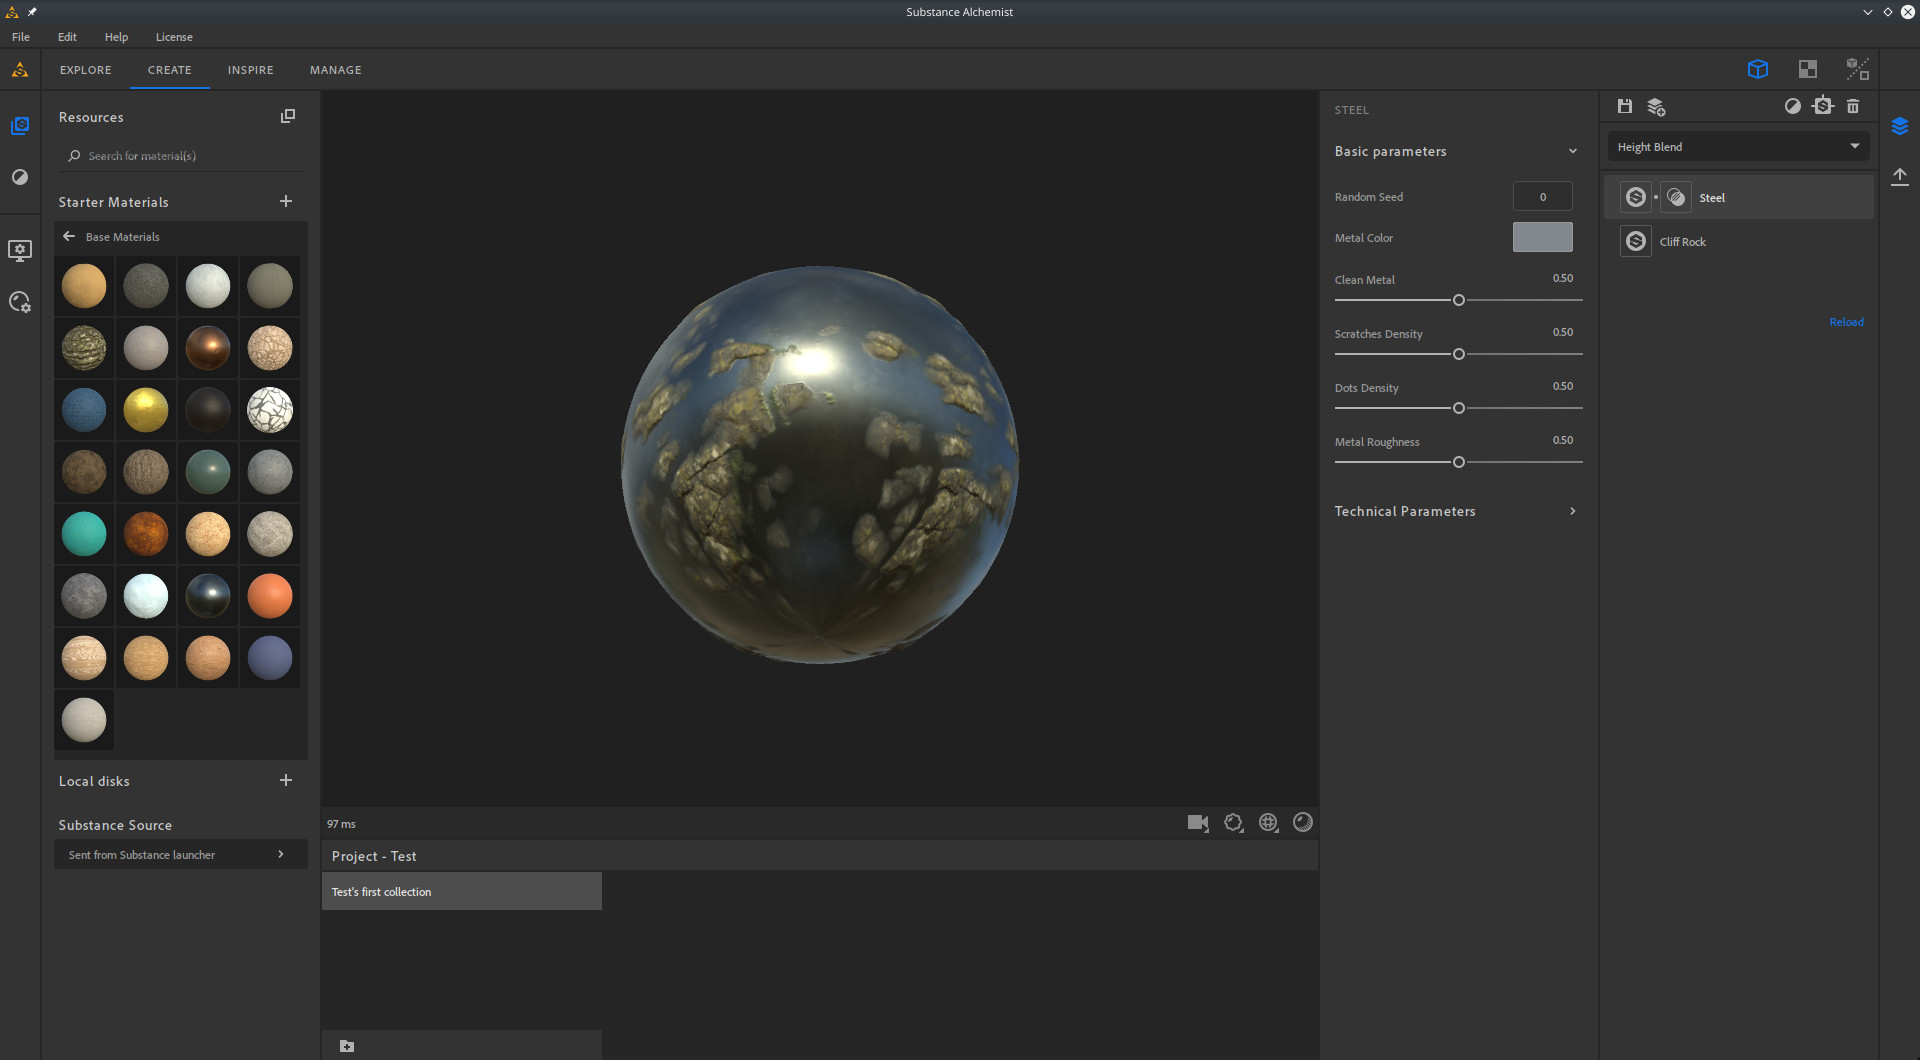 Substance Alchemist
File Edit Help License
EXPLORE CREATE INSPIRE MANAGE
Resources
Search for material(s)
Starter Materials
Base Materials
Local disks
Substance Source
Sent from Substance launcher
97 ms
Project - Test
Test's first collection
STEEL
Basic parameters
Random Seed 0
Metal Color
Clean Metal 0.50
Scratches Density 0.50
Dots Density 0.50
Metal Roughness 0.50
Technical Parameters
Height Blend
Steel
Cliff Rock
Reload